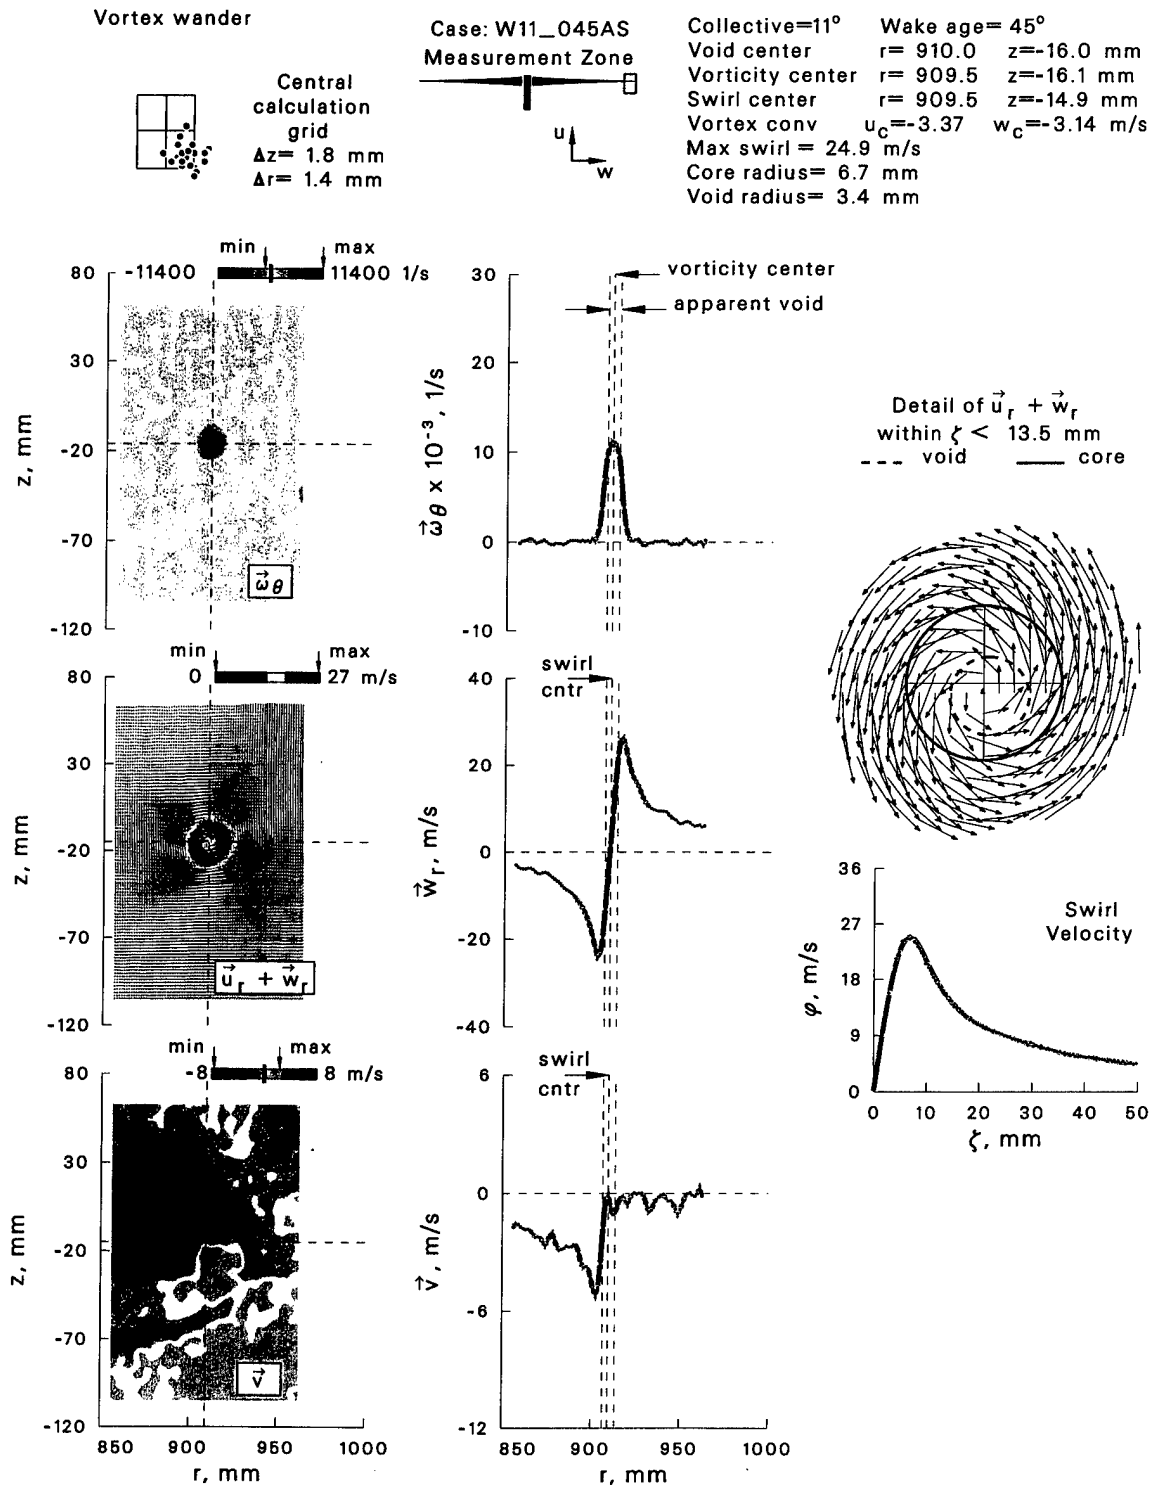 Vortex wander
Central
calculation
grid
Δz= 1.8 mm
Δr= 1.4 mm
Case: W11_045AS
Measurement Zone
u
w
Collective=11° Wake age= 45°
Void center r= 910.0 z=-16.0 mm
Vorticity center r= 909.5 z=-16.1 mm
Swirl center r= 909.5 z=-14.9 mm
Vortex conv u_c=-3.37 w_c=-3.14 m/s
Max swirl = 24.9 m/s
Core radius= 6.7 mm
Void radius= 3.4 mm
min max
-11400 11400 1/s
80
30
-20
-70
-120
z, mm
ω⃗θ
30
20
10
0
-10
ω⃗θ x 10⁻³, 1/s
vorticity center
apparent void
min max
0 27 m/s
80
30
-20
-70
-120
z, mm
u⃗r + w⃗r
swirl
cntr
40
20
0
-20
-40
w⃗r, m/s
Detail of u⃗r + w⃗r
within ζ < 13.5 mm
void core
36
27
18
9
0
φ, m/s
Swirl
Velocity
0 10 20 30 40 50
ζ, mm
min max
-8 8 m/s
80
30
-20
-70
-120
z, mm
v⃗
850 900 950 1000
r, mm
swirl
cntr
6
0
-6
-12
v⃗, m/s
850 900 950 1000
r, mm